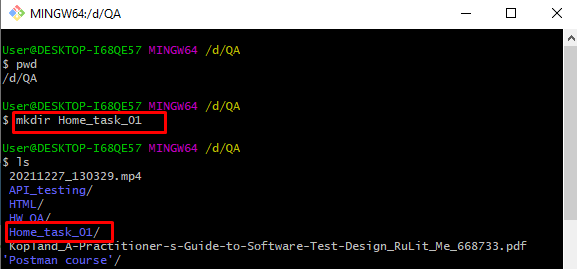 MINGW64:/d/QA
User@DESKTOP-I68QE57 MINGW64 /d/QA
$ pwd
/d/QA
User@DESKTOP-I68QE57 MINGW64 /d/QA
$ mkdir Home_task_01
User@DESKTOP-I68QE57 MINGW64 /d/QA
$ ls
20211227_130329.mp4
API_testing/
HTML/
HW_QA/
Home_task_01/
Kopland_A-Practitioner-s-Guide-to-Software-Test-Design_RuLit_Me_668733.pdf
'Postman course'/